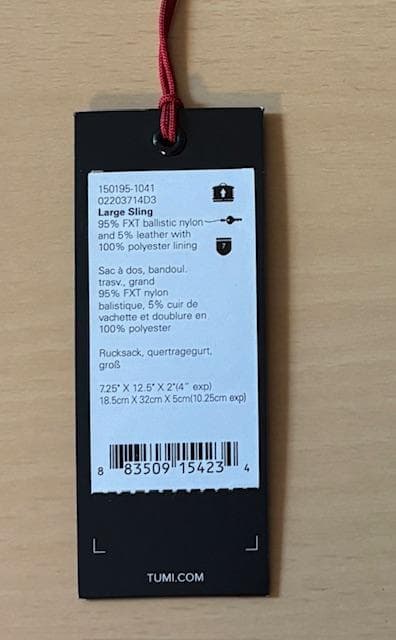 150195-1041
02203714D3
Large Sling
95% FXT ballistic nylon
and 5% leather with
100% polyester lining
7
Sac à dos, bandoul.
trasv., grand
95% FXT nylon
balistique, 5% cuir de
vachette et doublure en
100% polyester
Rucksack, quertragegurt,
groß
7.25" X 12.5" X 2"(4" exp)
18.5cm X 32cm X 5cm(10.25cm exp)
8 83509 15423 4
TUMI.COM